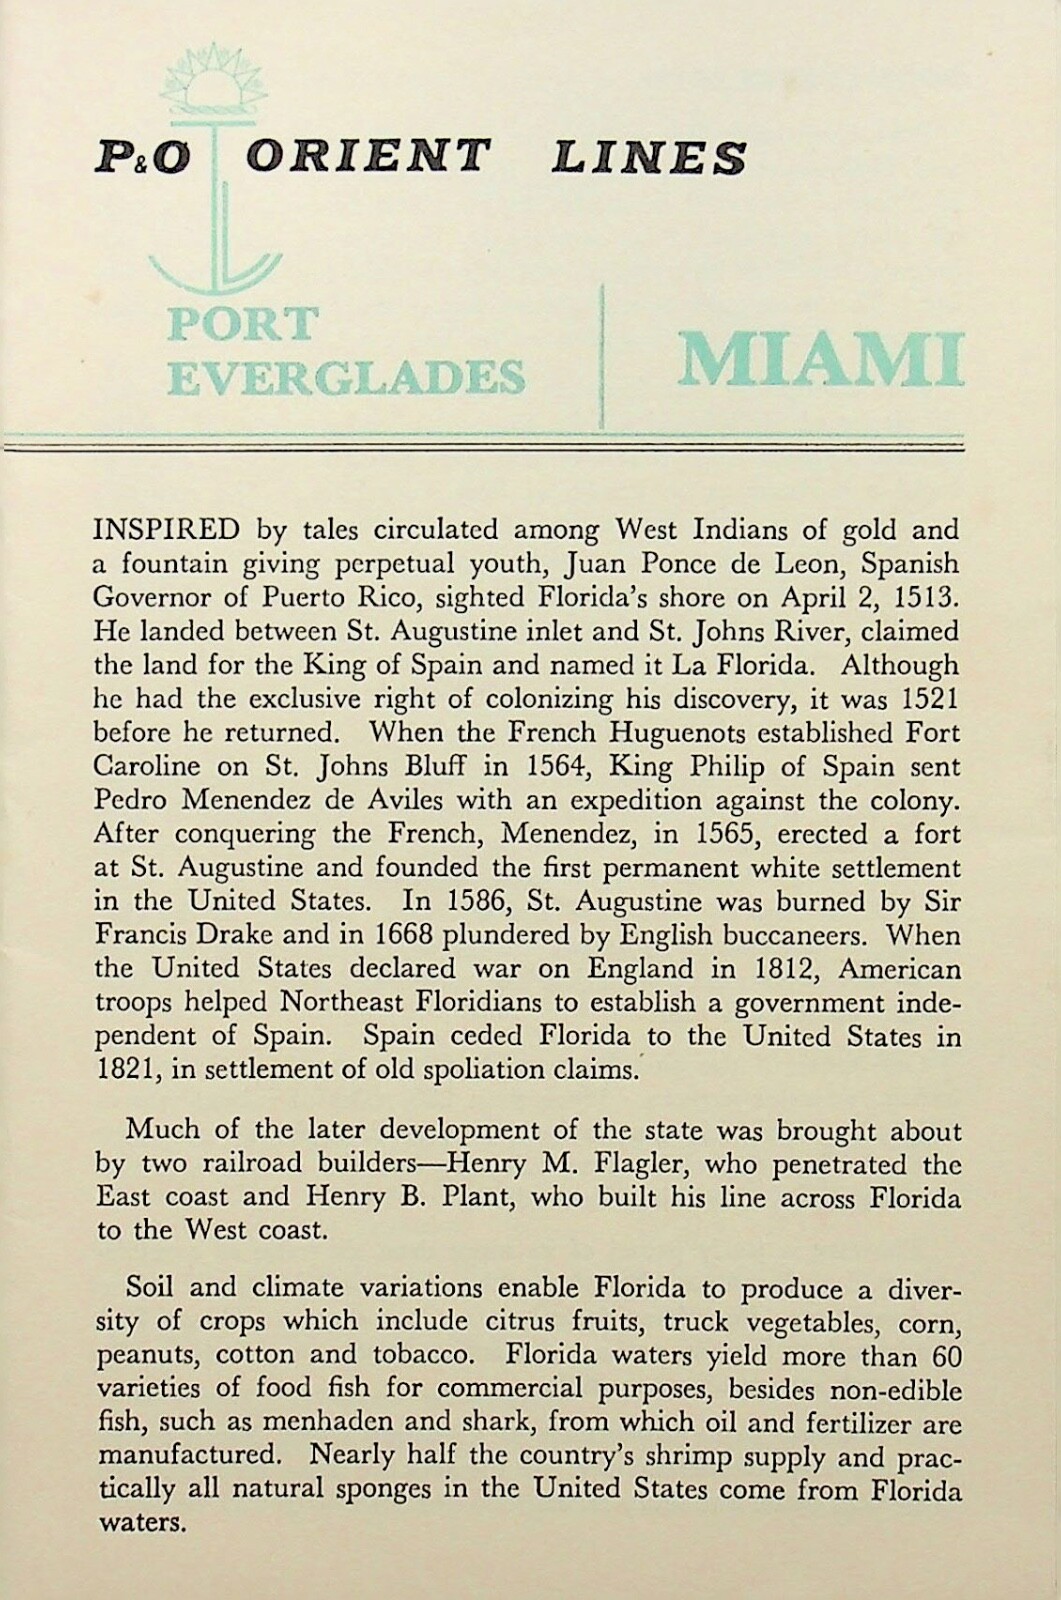 P&O ORIENT LINES
PORT
EVERGLADES
MIAMI
INSPIRED by tales circulated among West Indians of gold and
a fountain giving perpetual youth, Juan Ponce de Leon, Spanish
Governor of Puerto Rico, sighted Florida's shore on April 2, 1513.
He landed between St. Augustine inlet and St. Johns River, claimed
the land for the King of Spain and named it La Florida. Although
he had the exclusive right of colonizing his discovery, it was 1521
before he returned. When the French Huguenots established Fort
Caroline on St. Johns Bluff in 1564, King Philip of Spain sent
Pedro Menendez de Aviles with an expedition against the colony.
After conquering the French, Menendez, in 1565, erected a fort
at St. Augustine and founded the first permanent white settlement
in the United States. In 1586, St. Augustine was burned by Sir
Francis Drake and in 1668 plundered by English buccaneers. When
the United States declared war on England in 1812, American
troops helped Northeast Floridians to establish a government inde-
pendent of Spain. Spain ceded Florida to the United States in
1821, in settlement of old spoliation claims.
Much of the later development of the state was brought about
by two railroad builders—Henry M. Flagler, who penetrated the
East coast and Henry B. Plant, who built his line across Florida
to the West coast.
Soil and climate variations enable Florida to produce a diver-
sity of crops which include citrus fruits, truck vegetables, corn,
peanuts, cotton and tobacco. Florida waters yield more than 60
varieties of food fish for commercial purposes, besides non-edible
fish, such as menhaden and shark, from which oil and fertilizer are
manufactured. Nearly half the country's shrimp supply and prac-
tically all natural sponges in the United States come from Florida
waters.